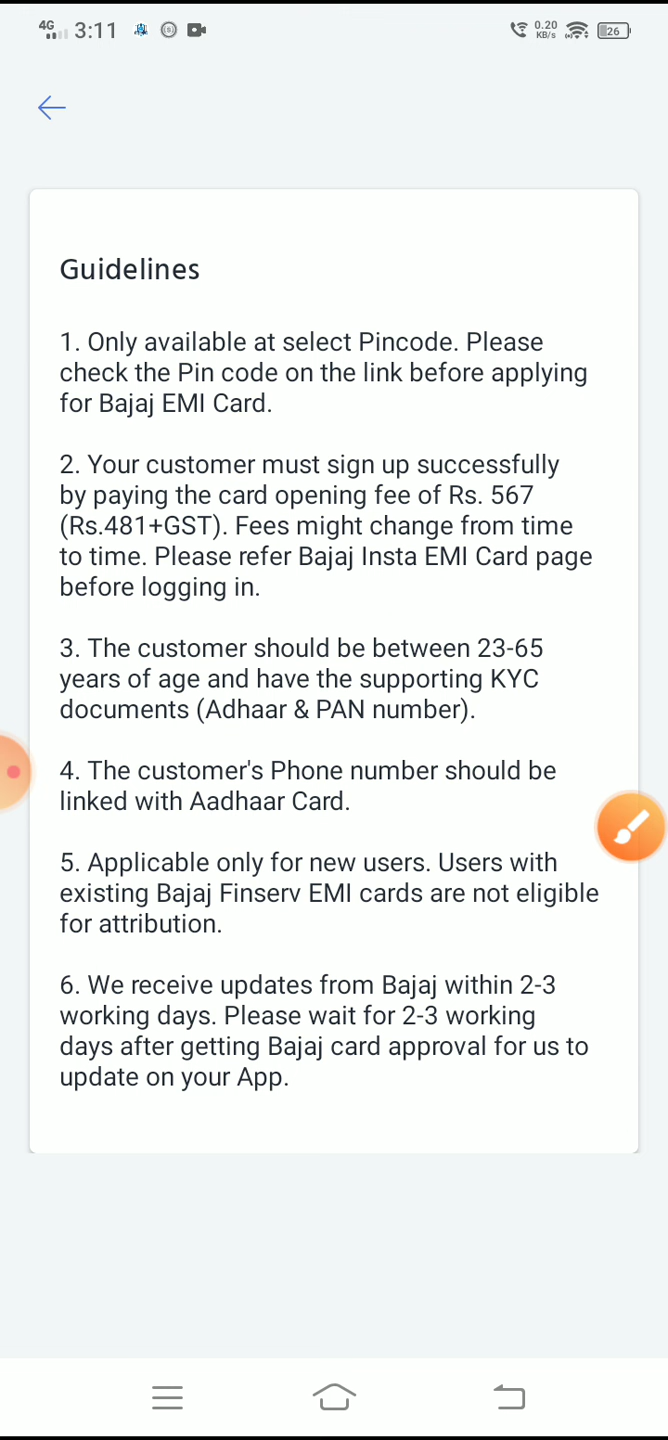 4G 3:11 0.20 KB/s 26
Guidelines
1. Only available at select Pincode. Please
check the Pin code on the link before applying
for Bajaj EMI Card.
2. Your customer must sign up successfully
by paying the card opening fee of Rs. 567
(Rs.481+GST). Fees might change from time
to time. Please refer Bajaj Insta EMI Card page
before logging in.
3. The customer should be between 23-65
years of age and have the supporting KYC
documents (Adhaar & PAN number).
4. The customer's Phone number should be
linked with Aadhaar Card.
5. Applicable only for new users. Users with
existing Bajaj Finserv EMI cards are not eligible
for attribution.
6. We receive updates from Bajaj within 2-3
working days. Please wait for 2-3 working
days after getting Bajaj card approval for us to
update on your App.